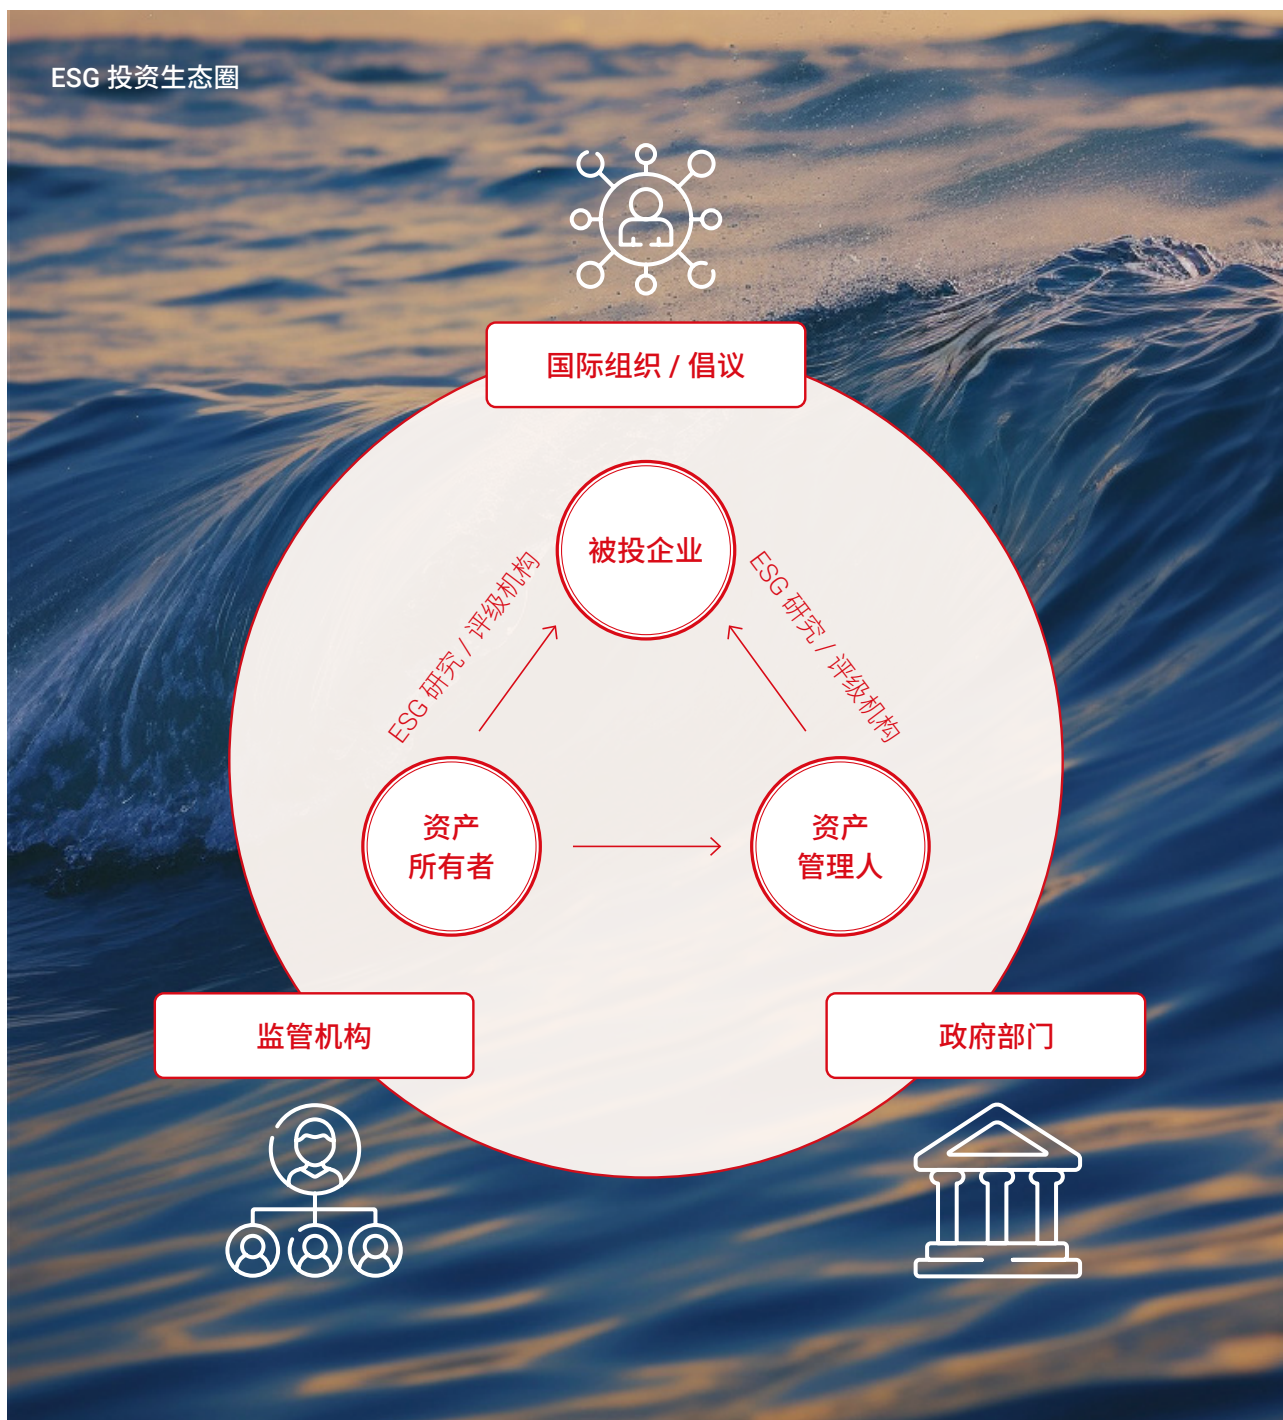 ESG 投资生态圈
国际组织 / 倡议
被投企业
ESG 研究 / 评级机构
ESG 研究 / 评级机构
资产
所有者
资产
管理人
监管机构
政府部门